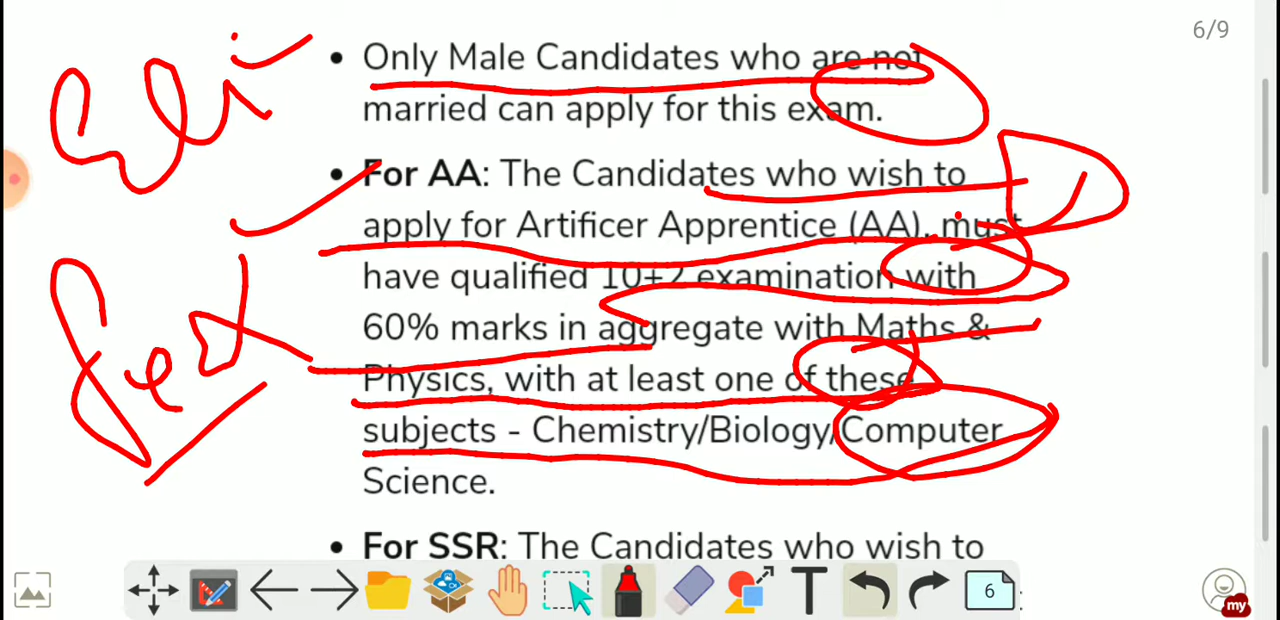 6/9
• Only Male Candidates who are not
married can apply for this exam.
• For AA: The Candidates who wish to
apply for Artificer Apprentice (AA), must
have qualified 10+2 examination with
60% marks in aggregate with Maths &
Physics, with at least one of these
subjects - Chemistry/Biology/Computer
Science.
• For SSR: The Candidates who wish to
T
6
my